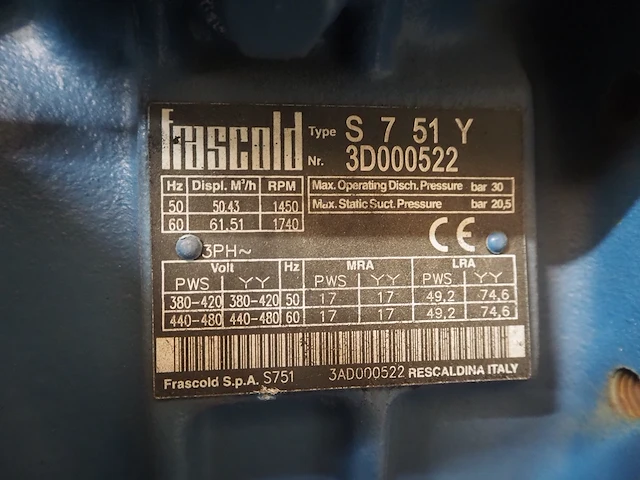 Frascold Type S 7 51 Y
Nr. 3D000522
Hz Displ. M³/h RPM
50 50.43 1450
60 61.51 1740
Max. Operating Disch. Pressure bar 30
Max. Static Suct. Pressure bar 20,5
3PH~
CE
Volt Hz MRA LRA
PWS YY PWS YY PWS YY
380-420 380-420 50 17 17 49,2 74,6
440-480 440-480 60 17 17 49,2 74,6
Frascold S.p.A. S751 3AD000522 RESCALDINA ITALY